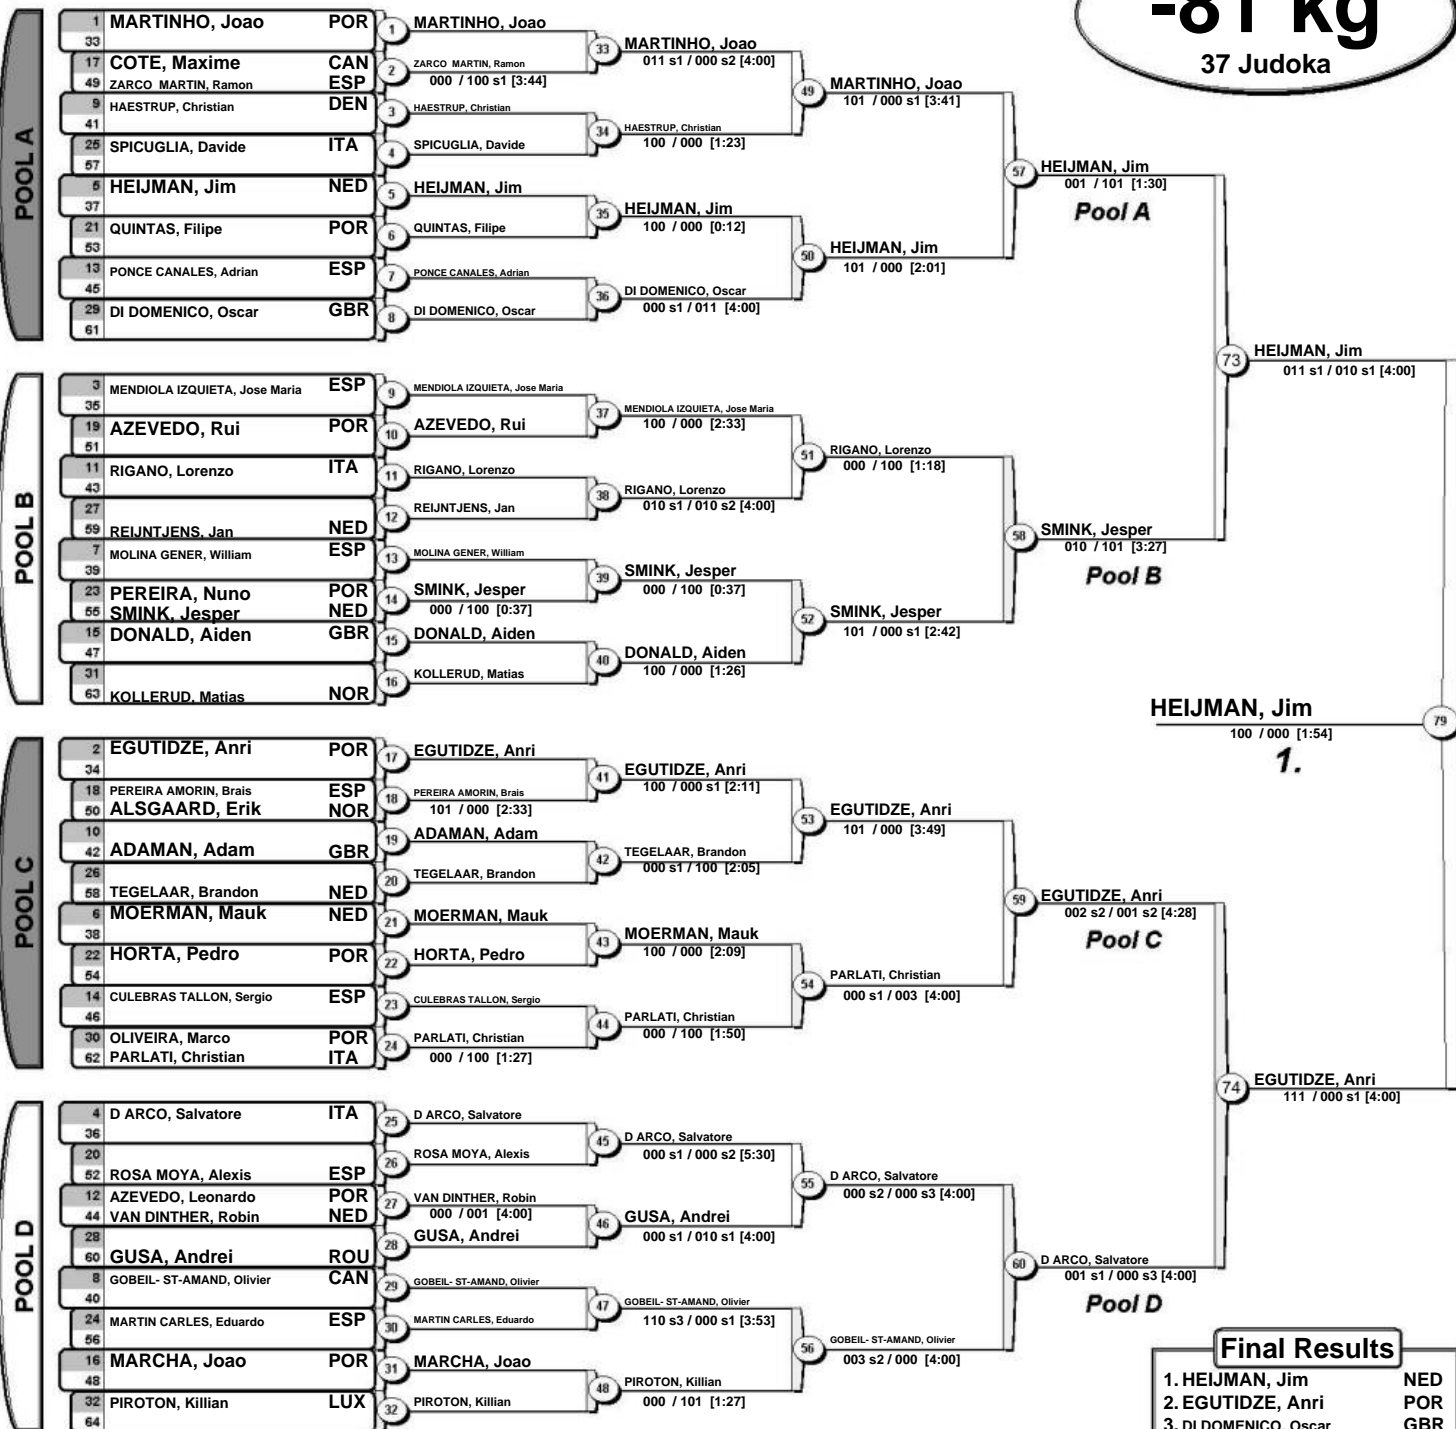 -81 kg
37 Judoka
POOL A
1 MARTINHO, Joao POR
33
17 COTE, Maxime CAN
49 ZARCO MARTIN, Ramon ESP
9 HAESTRUP, Christian DEN
41
25 SPICUGLIA, Davide ITA
57
5 HEIJMAN, Jim NED
37
21 QUINTAS, Filipe POR
53
13 PONCE CANALES, Adrian ESP
45
29 DI DOMENICO, Oscar GBR
61
1 MARTINHO, Joao
2 ZARCO MARTIN, Ramon
000 / 100 s1 [3:44]
3 HAESTRUP, Christian
4 SPICUGLIA, Davide
5 HEIJMAN, Jim
6 QUINTAS, Filipe
7 PONCE CANALES, Adrian
8 DI DOMENICO, Oscar
33 MARTINHO, Joao
011 s1 / 000 s2 [4:00]
34 HAESTRUP, Christian
100 / 000 [1:23]
35 HEIJMAN, Jim
100 / 000 [0:12]
36 DI DOMENICO, Oscar
000 s1 / 011 [4:00]
49 MARTINHO, Joao
101 / 000 s1 [3:41]
50 HEIJMAN, Jim
101 / 000 [2:01]
57 HEIJMAN, Jim
001 / 101 [1:30]
Pool A
POOL B
3 MENDIOLA IZQUIETA, Jose Maria ESP
35
19 AZEVEDO, Rui POR
51
11 RIGANO, Lorenzo ITA
43
27
59 REIJNTJENS, Jan NED
7 MOLINA GENER, William ESP
39
23 PEREIRA, Nuno POR
55 SMINK, Jesper NED
15 DONALD, Aiden GBR
47
31
63 KOLLERUD, Matias NOR
9 MENDIOLA IZQUIETA, Jose Maria
10 AZEVEDO, Rui
11 RIGANO, Lorenzo
12 REIJNTJENS, Jan
13 MOLINA GENER, William
14 SMINK, Jesper
000 / 100 [0:37]
15 DONALD, Aiden
16 KOLLERUD, Matias
37 MENDIOLA IZQUIETA, Jose Maria
100 / 000 [2:33]
38 RIGANO, Lorenzo
010 s1 / 010 s2 [4:00]
39 SMINK, Jesper
000 / 100 [0:37]
40 DONALD, Aiden
100 / 000 [1:26]
51 RIGANO, Lorenzo
000 / 100 [1:18]
52 SMINK, Jesper
101 / 000 s1 [2:42]
58 SMINK, Jesper
010 / 101 [3:27]
Pool B
73 HEIJMAN, Jim
011 s1 / 010 s1 [4:00]
HEIJMAN, Jim 79
100 / 000 [1:54]
1.
POOL C
2 EGUTIDZE, Anri POR
34
18 PEREIRA AMORIN, Brais ESP
50 ALSGAARD, Erik NOR
10
42 ADAMAN, Adam GBR
26
58 TEGELAAR, Brandon NED
6 MOERMAN, Mauk NED
38
22 HORTA, Pedro POR
54
14 CULEBRAS TALLON, Sergio ESP
46
30 OLIVEIRA, Marco POR
62 PARLATI, Christian ITA
17 EGUTIDZE, Anri
18 PEREIRA AMORIN, Brais
101 / 000 [2:33]
19 ADAMAN, Adam
20 TEGELAAR, Brandon
21 MOERMAN, Mauk
22 HORTA, Pedro
23 CULEBRAS TALLON, Sergio
24 PARLATI, Christian
000 / 100 [1:27]
41 EGUTIDZE, Anri
100 / 000 s1 [2:11]
42 TEGELAAR, Brandon
000 s1 / 100 [2:05]
43 MOERMAN, Mauk
100 / 000 [2:09]
44 PARLATI, Christian
000 / 100 [1:50]
53 EGUTIDZE, Anri
101 / 000 [3:49]
54 PARLATI, Christian
000 s1 / 003 [4:00]
59 EGUTIDZE, Anri
002 s2 / 001 s2 [4:28]
Pool C
POOL D
4 D ARCO, Salvatore ITA
36
20
52 ROSA MOYA, Alexis ESP
12 AZEVEDO, Leonardo POR
44 VAN DINTHER, Robin NED
28
60 GUSA, Andrei ROU
8 GOBEIL- ST-AMAND, Olivier CAN
40
24 MARTIN CARLES, Eduardo ESP
56
16 MARCHA, Joao POR
48
32 PIROTON, Killian LUX
64
25 D ARCO, Salvatore
26 ROSA MOYA, Alexis
27 VAN DINTHER, Robin
000 / 001 [4:00]
28 GUSA, Andrei
29 GOBEIL- ST-AMAND, Olivier
30 MARTIN CARLES, Eduardo
31 MARCHA, Joao
32 PIROTON, Killian
45 D ARCO, Salvatore
000 s1 / 000 s2 [5:30]
46 GUSA, Andrei
000 s1 / 010 s1 [4:00]
47 GOBEIL- ST-AMAND, Olivier
110 s3 / 000 s1 [3:53]
48 PIROTON, Killian
000 / 101 [1:27]
55 D ARCO, Salvatore
000 s2 / 000 s3 [4:00]
56 GOBEIL- ST-AMAND, Olivier
003 s2 / 000 [4:00]
60 D ARCO, Salvatore
001 s1 / 000 s3 [4:00]
Pool D
74 EGUTIDZE, Anri
111 / 000 s1 [4:00]
Final Results
1. HEIJMAN, Jim NED
2. EGUTIDZE, Anri POR
3. DI DOMENICO, Oscar GBR